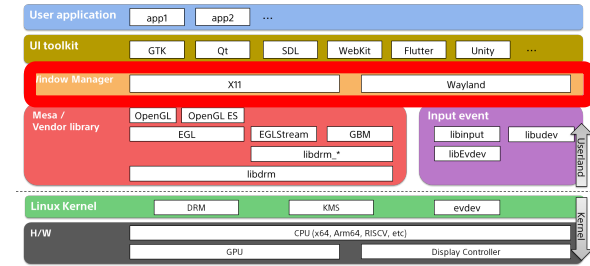 User application
app1
app2
...
UI toolkit
GTK
Qt
SDL
WebKit
Flutter
Unity
...
Window Manager
X11
Wayland
Mesa /
Vendor library
OpenGL
OpenGL ES
EGL
EGLStream
GBM
libdrm_*
libdrm
Input event
libinput
libudev
libEvdev
Userland
Linux Kernel
DRM
KMS
evdev
Kernel
H/W
CPU (x64, Arm64, RISCV, etc)
GPU
Display Controller